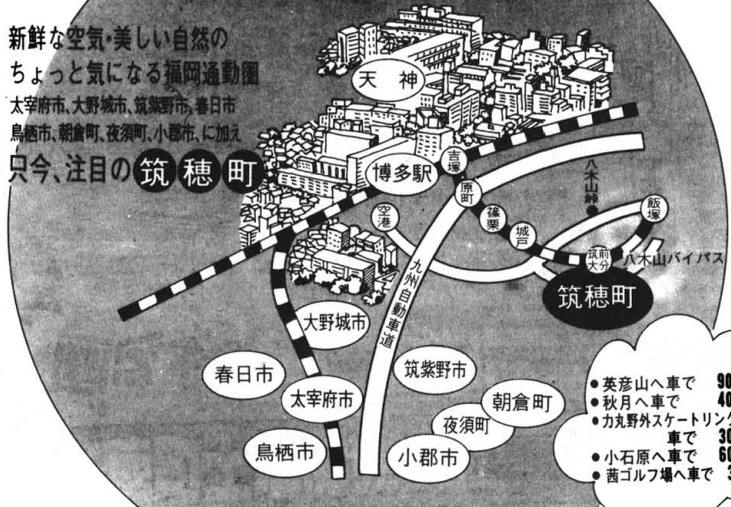 新鮮な空気・美しい自然の
ちょっと気になる福岡通勤圏
太宰府市、大野城市、筑紫野市、春日市
鳥栖市、朝倉町、夜須町、小郡市、に加え
只今、注目の筑穂町
天神
博多駅
吉塚
原町
篠栗
城戸
筑前大分
飯塚
八木山峠
八木山バイパス
空港
九州自動車道
筑穂町
大野城市
春日市
太宰府市
鳥栖市
筑紫野市
朝倉町
夜須町
小郡市
●英彦山へ車で 90
●秋月へ車で 40
●力丸野外スケートリンク
車で 30
●小石原へ車で 60
●茜ゴルフ場へ車で 3